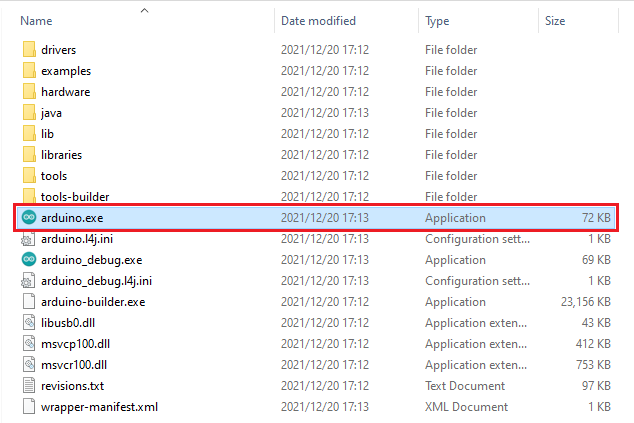 Name Date modified Type Size
drivers 2021/12/20 17:12 File folder
examples 2021/12/20 17:12 File folder
hardware 2021/12/20 17:12 File folder
java 2021/12/20 17:13 File folder
lib 2021/12/20 17:12 File folder
libraries 2021/12/20 17:12 File folder
tools 2021/12/20 17:12 File folder
tools-builder 2021/12/20 17:12 File folder
arduino.exe 2021/12/20 17:13 Application 72 KB
arduino.l4j.ini 2021/12/20 17:13 Configuration sett... 1 KB
arduino_debug.exe 2021/12/20 17:13 Application 69 KB
arduino_debug.l4j.ini 2021/12/20 17:13 Configuration sett... 1 KB
arduino-builder.exe 2021/12/20 17:12 Application 23,156 KB
libusb0.dll 2021/12/20 17:12 Application exten... 43 KB
msvcp100.dll 2021/12/20 17:12 Application exten... 412 KB
msvcr100.dll 2021/12/20 17:12 Application exten... 753 KB
revisions.txt 2021/12/20 17:12 Text Document 97 KB
wrapper-manifest.xml 2021/12/20 17:13 XML Document 1 KB